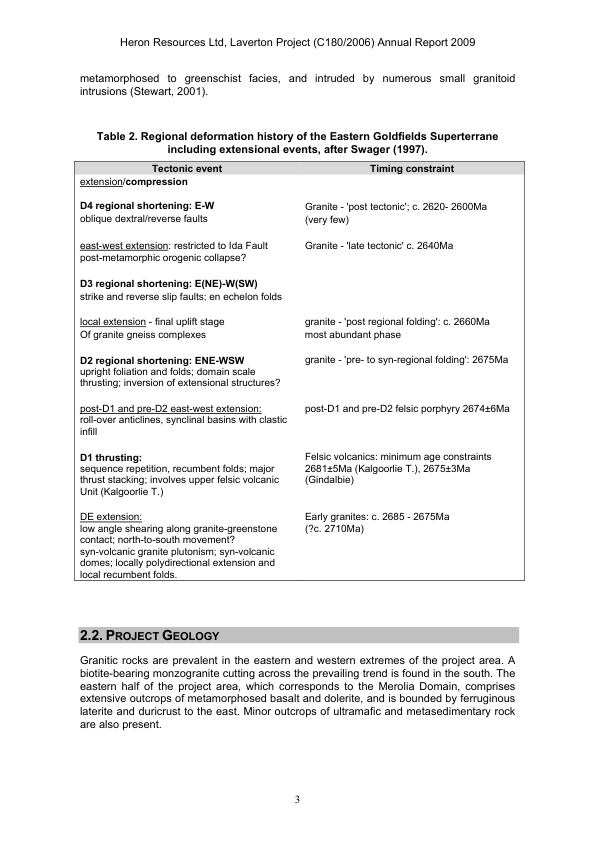 Heron Resources Ltd, Laverton Project (C180/2006) Annual Report 2009
metamorphosed to greenschist facies, and intruded by numerous small granitoid
intrusions (Stewart, 2001).
Table 2. Regional deformation history of the Eastern Goldfields Superterrane
including extensional events, after Swager (1997).
Tectonic event
Timing constraint
extension/compression
D4 regional shortening: E-W
oblique dextral/reverse faults
Granite - 'post tectonic'; c. 2620- 2600Ma
(very few)
east-west extension: restricted to Ida Fault
post-metamorphic orogenic collapse?
Granite - 'late tectonic' c. 2640Ma
D3 regional shortening: E(NE)-W(SW)
strike and reverse slip faults; en echelon folds
local extension - final uplift stage
Of granite gneiss complexes
granite - 'post regional folding': c. 2660Ma
most abundant phase
D2 regional shortening: ENE-WSW
upright foliation and folds; domain scale
thrusting; inversion of extensional structures?
granite - 'pre- to syn-regional folding': 2675Ma
post-D1 and pre-D2 east-west extension:
roll-over anticlines, synclinal basins with clastic
infill
post-D1 and pre-D2 felsic porphyry 2674±6Ma
D1 thrusting:
sequence repetition, recumbent folds; major
thrust stacking; involves upper felsic volcanic
Unit (Kalgoorlie T.)
Felsic volcanics: minimum age constraints
2681±5Ma (Kalgoorlie T.), 2675±3Ma
(Gindalbie)
DE extension:
low angle shearing along granite-greenstone
contact; north-to-south movement?
syn-volcanic granite plutonism; syn-volcanic
domes; locally polydirectional extension and
local recumbent folds.
Early granites: c. 2685 - 2675Ma
(?c. 2710Ma)
2.2. PROJECT GEOLOGY
Granitic rocks are prevalent in the eastern and western extremes of the project area. A
biotite-bearing monzogranite cutting across the prevailing trend is found in the south. The
eastern half of the project area, which corresponds to the Merolia Domain, comprises
extensive outcrops of metamorphosed basalt and dolerite, and is bounded by ferruginous
laterite and duricrust to the east. Minor outcrops of ultramafic and metasedimentary rock
are also present.
3